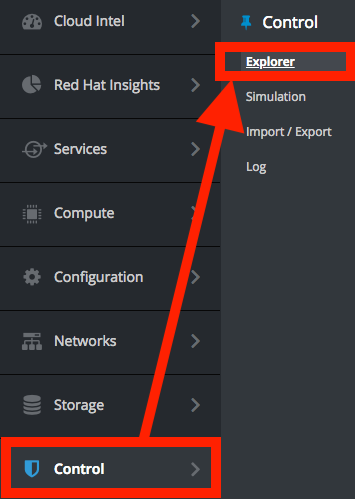 Cloud Intel
Red Hat Insights
Services
Compute
Configuration
Networks
Storage
Control
Control
Explorer
Simulation
Import / Export
Log